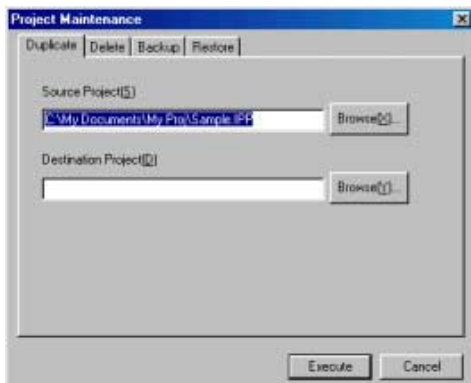 Project Maintenance
Duplicate Delete Backup Restore
Source Project(S)
C:\My Documents\My Proj\Sample.IPP Browse(X)...
Destination Project(D)
Browse(Y)...
Execute Cancel